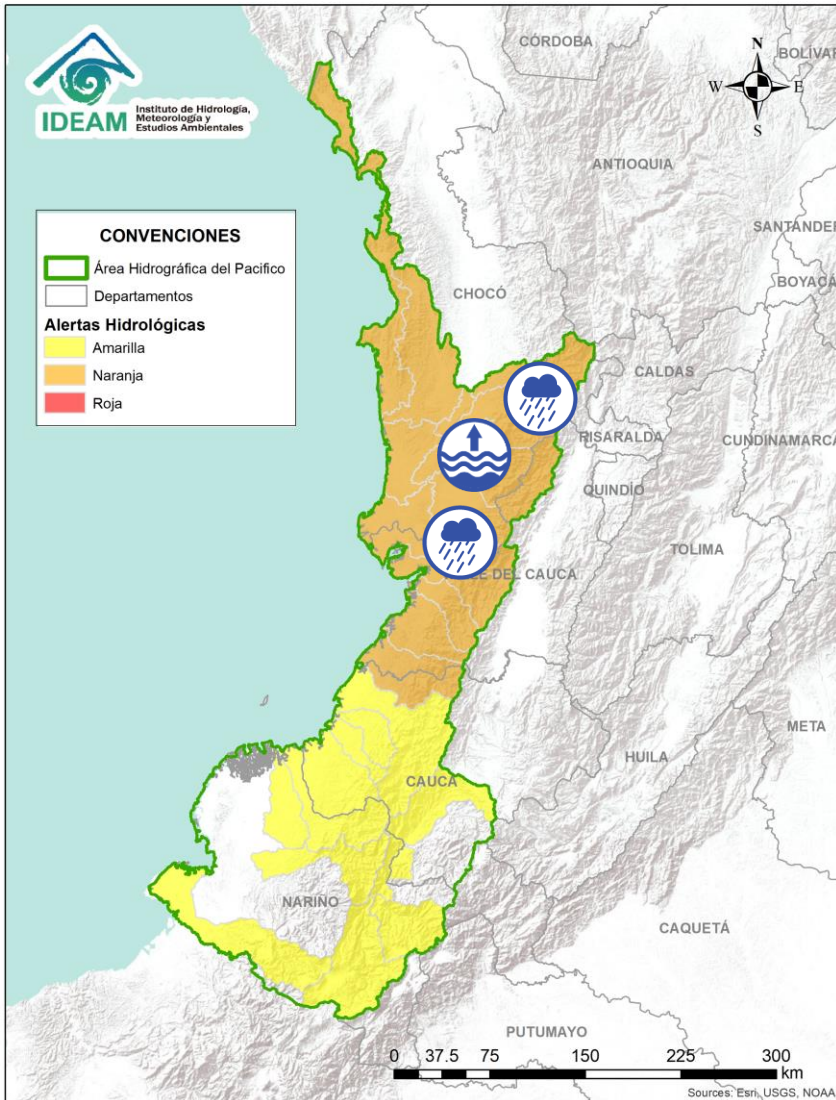 IDEAM
Instituto de Hidrología,
Meteorología y
Estudios Ambientales
CÓRDOBA
BOLÍVAR
N
W
E
S
ANTIOQUIA
SANTANDER
BOYACÁ
CONVENCIONES
Área Hidrográfica del Pacifico
Departamentos
Alertas Hidrológicas
Amarilla
Naranja
Roja
CHOCÓ
CALDAS
RISARALDA
CUNDINAMARCA
QUINDÍO
TOLIMA
E DEL CAUCA
META
HUILA
CAUCA
NARIÑO
CAQUETÁ
PUTUMAYO
0 37.5 75 150 225 300
km
Sources: Esri, USGS, NOAA